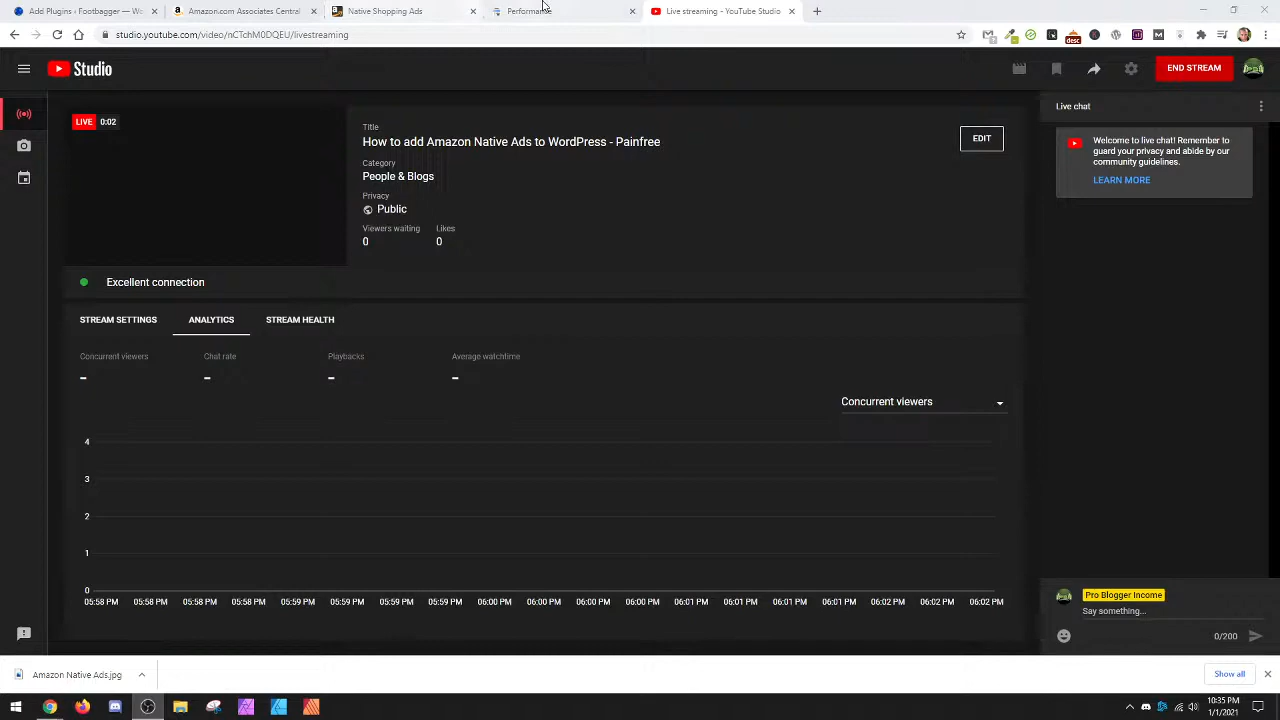 Add Plugins ‹ Footbagger — W
Amazon.com Associates Central
Native Shopping Ads
Performance
Live streaming - YouTube Studio
studio.youtube.com/video/nCTchM0DQEU/livestreaming
desc
Studio
END STREAM
LIVE 0:02
Title
How to add Amazon Native Ads to WordPress - Painfree
EDIT
Category
People & Blogs
Privacy
Public
Viewers waiting Likes
0 0
Excellent connection
STREAM SETTINGS ANALYTICS STREAM HEALTH
Concurrent viewers Chat rate Playbacks Average watchtime
– – – –
Concurrent viewers
4
3
2
1
0
05:58 PM 05:58 PM 05:58 PM 05:58 PM 05:59 PM 05:59 PM 05:59 PM 05:59 PM 06:00 PM 06:00 PM 06:00 PM 06:00 PM 06:01 PM 06:01 PM 06:01 PM 06:01 PM 06:02 PM 06:02 PM 06:02 PM
Live chat
Welcome to live chat! Remember to
guard your privacy and abide by our
community guidelines.
LEARN MORE
Pro Blogger Income
Say something...
0/200
Amazon Native Ads.jpg
Show all
10:35 PM
1/1/2021